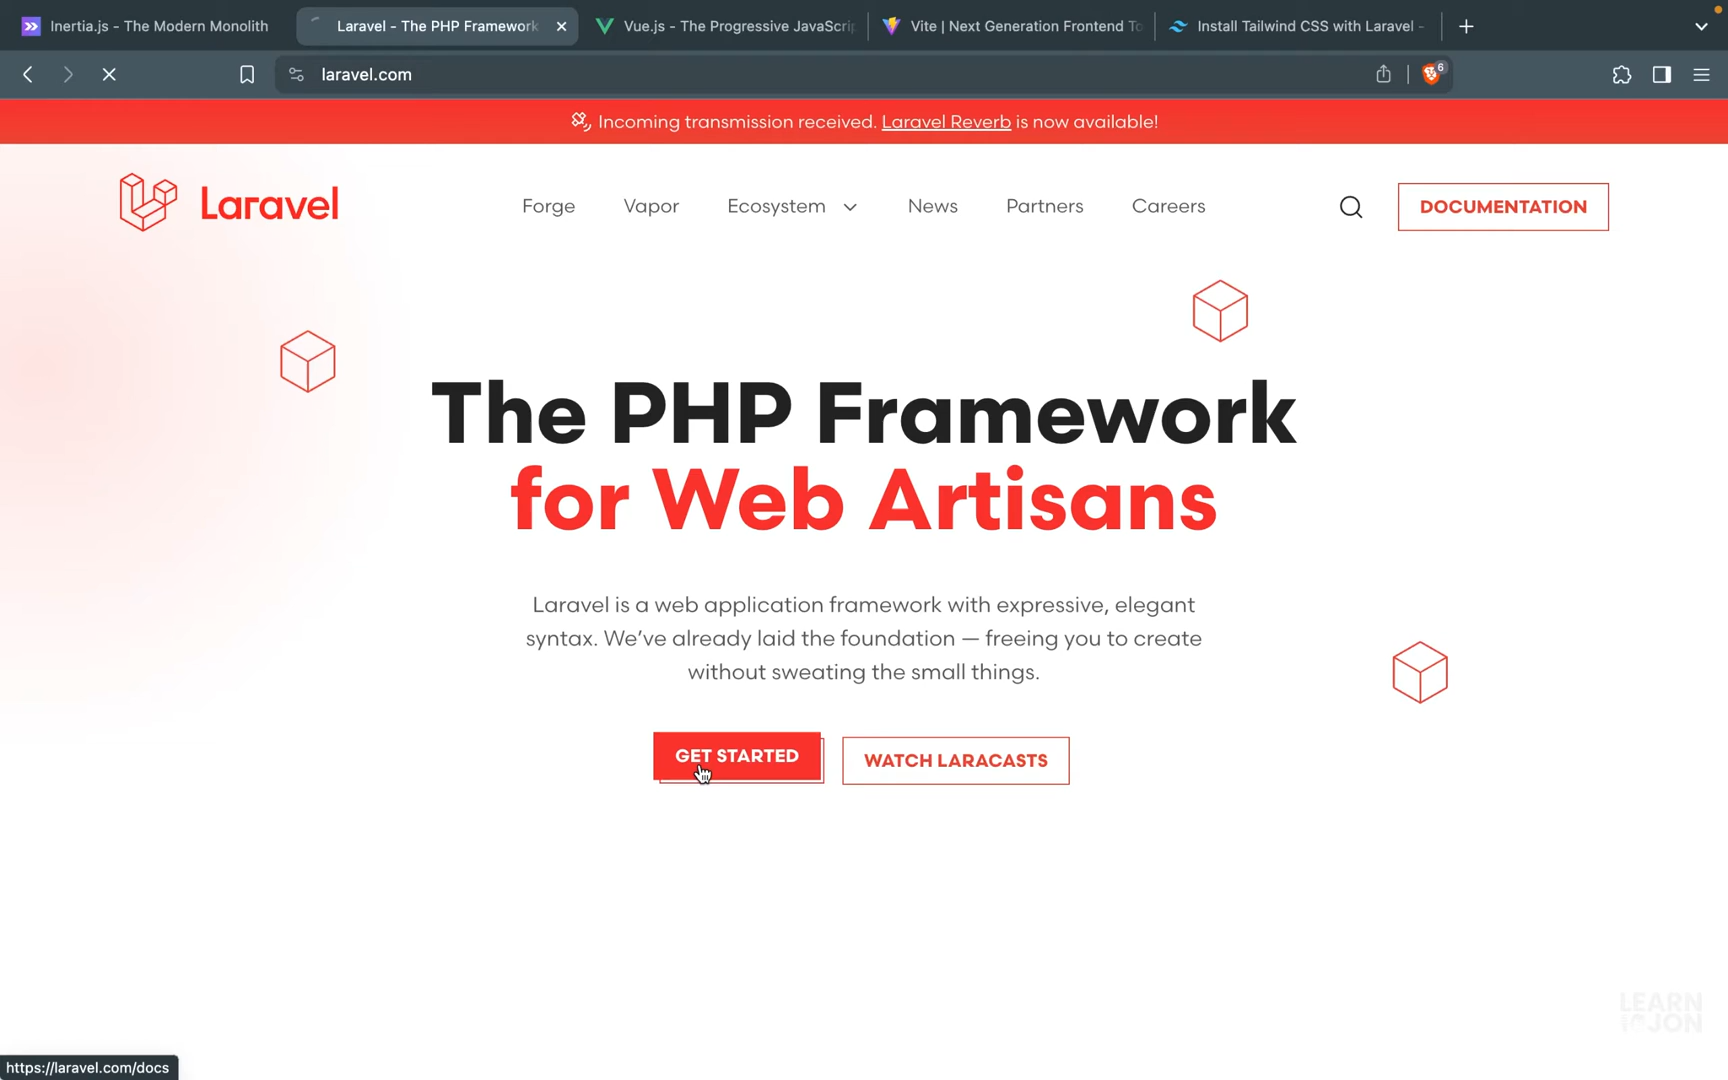 Inertia.js - The Modern Monolith
Laravel - The PHP Framework
Vue.js - The Progressive JavaScri
Vite | Next Generation Frontend To
Install Tailwind CSS with Laravel -
laravel.com
6
Incoming transmission received. Laravel Reverb is now available!
Laravel
Forge
Vapor
Ecosystem
News
Partners
Careers
DOCUMENTATION
The PHP Framework
for Web Artisans
Laravel is a web application framework with expressive, elegant
syntax. We've already laid the foundation — freeing you to create
without sweating the small things.
GET STARTED
WATCH LARACASTS
LEARN
JON
https://laravel.com/docs